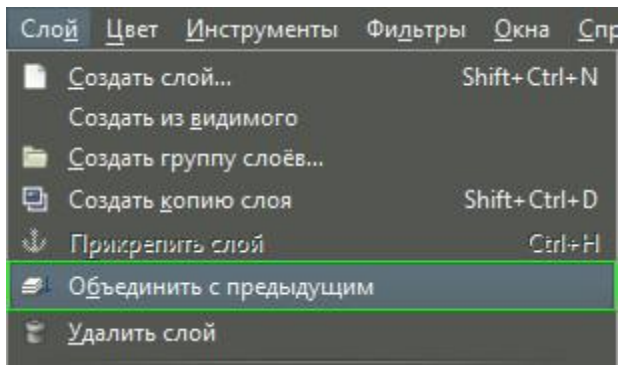 Слой Цвет Инструменты Фильтры Окна Спр
Создать слой... Shift+Ctrl+N
Создать из видимого
Создать группу слоёв...
Создать копию слоя Shift+Ctrl+D
Прикрепить слой Ctrl+H
Объединить с предыдущим
Удалить слой